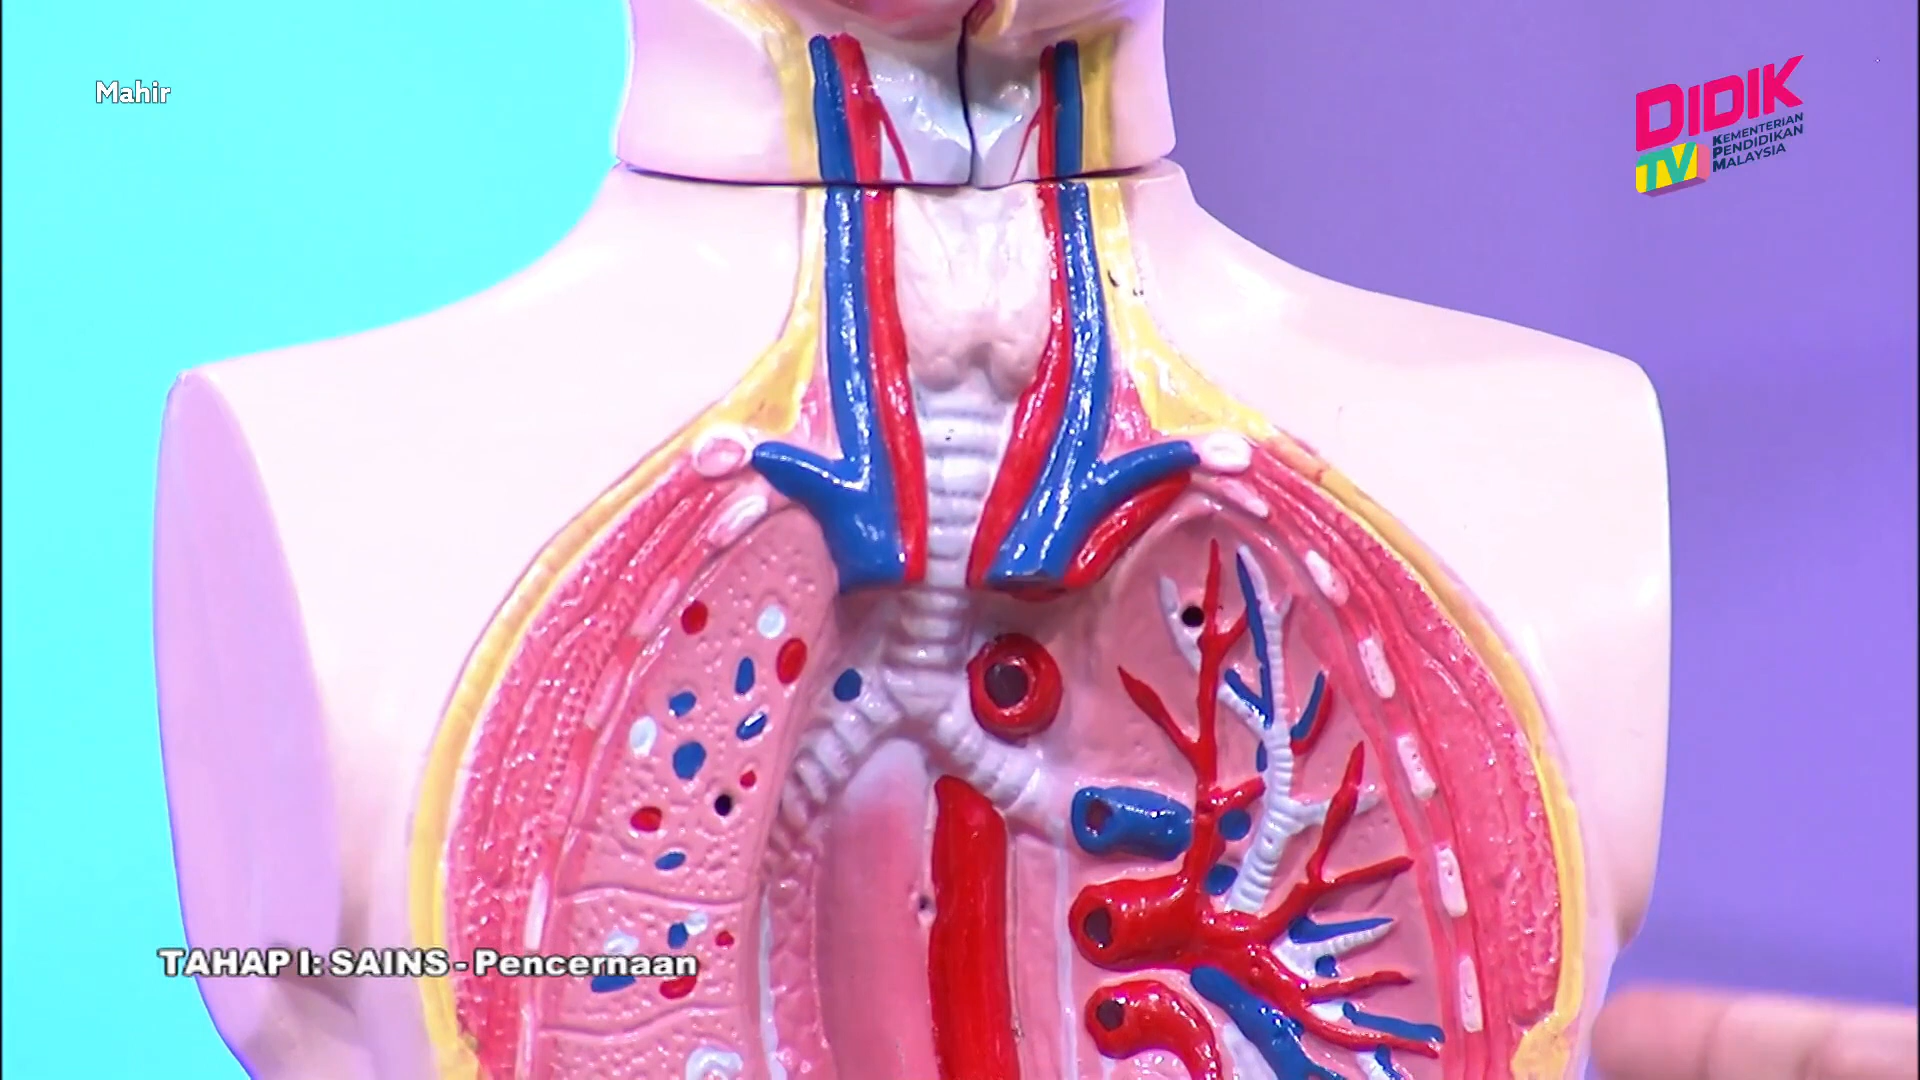 Mahir
DIDIK
TV
KEMENTERIAN
PENDIDIKAN
MALAYSIA
TAHAP I: SAINS - Pencernaan